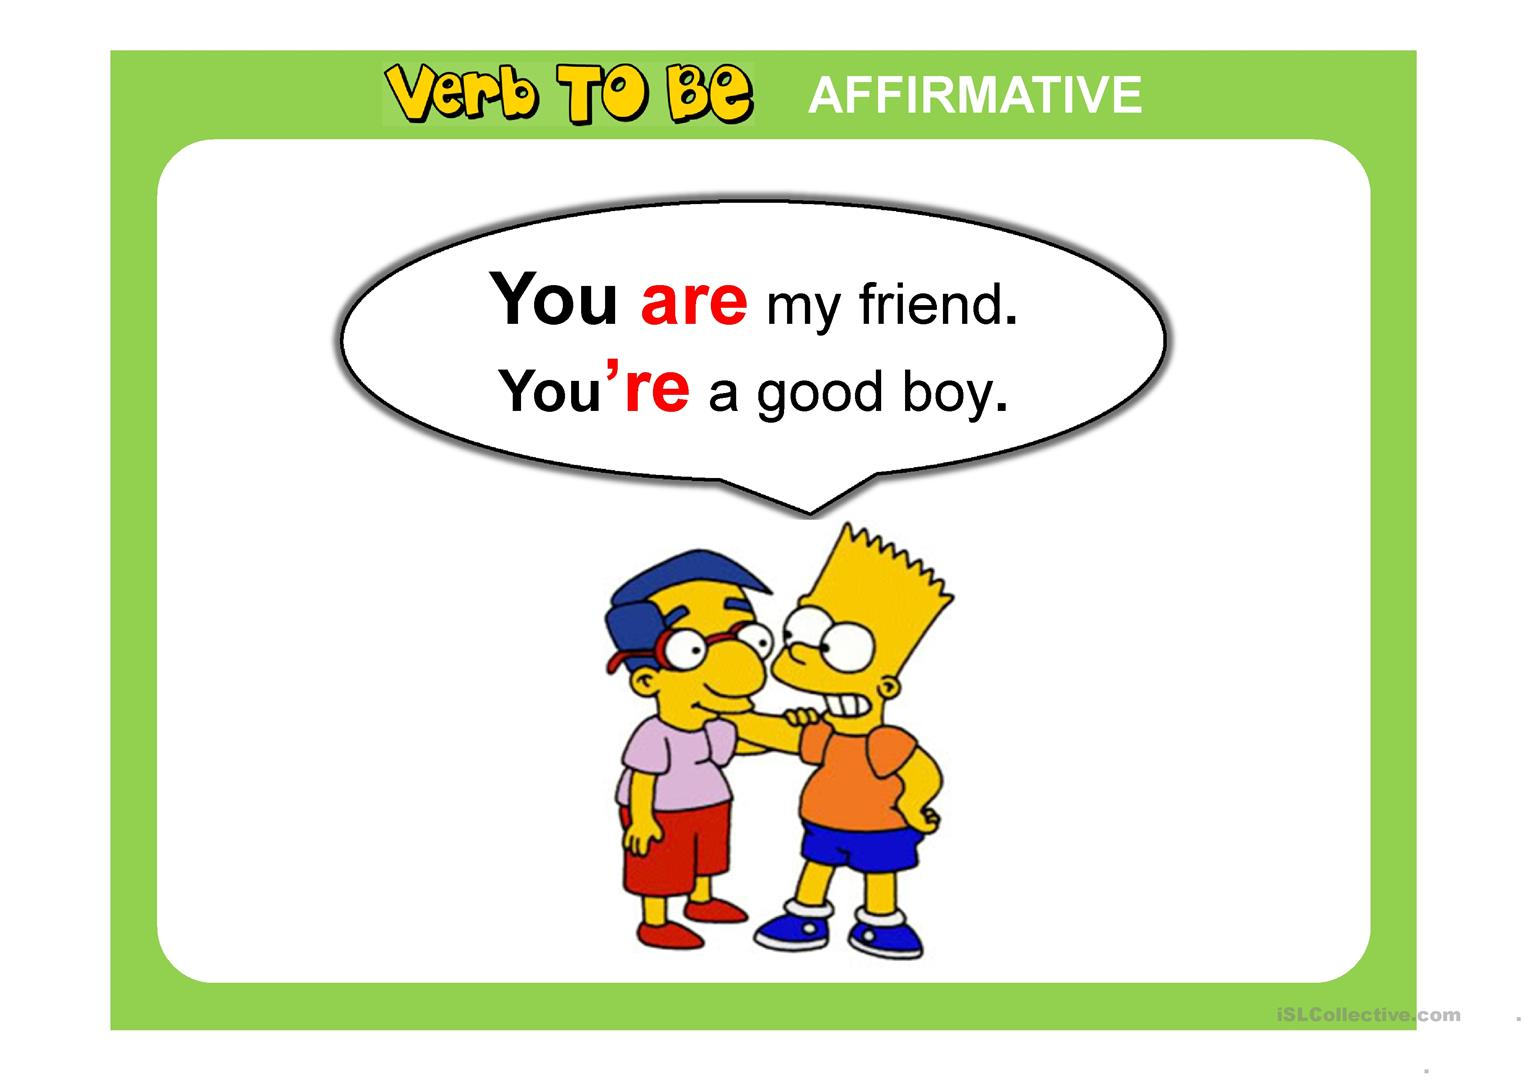 Verb TO BE AFFIRMATIVE
You are my friend.
You’re a good boy.
iSLCollective.com